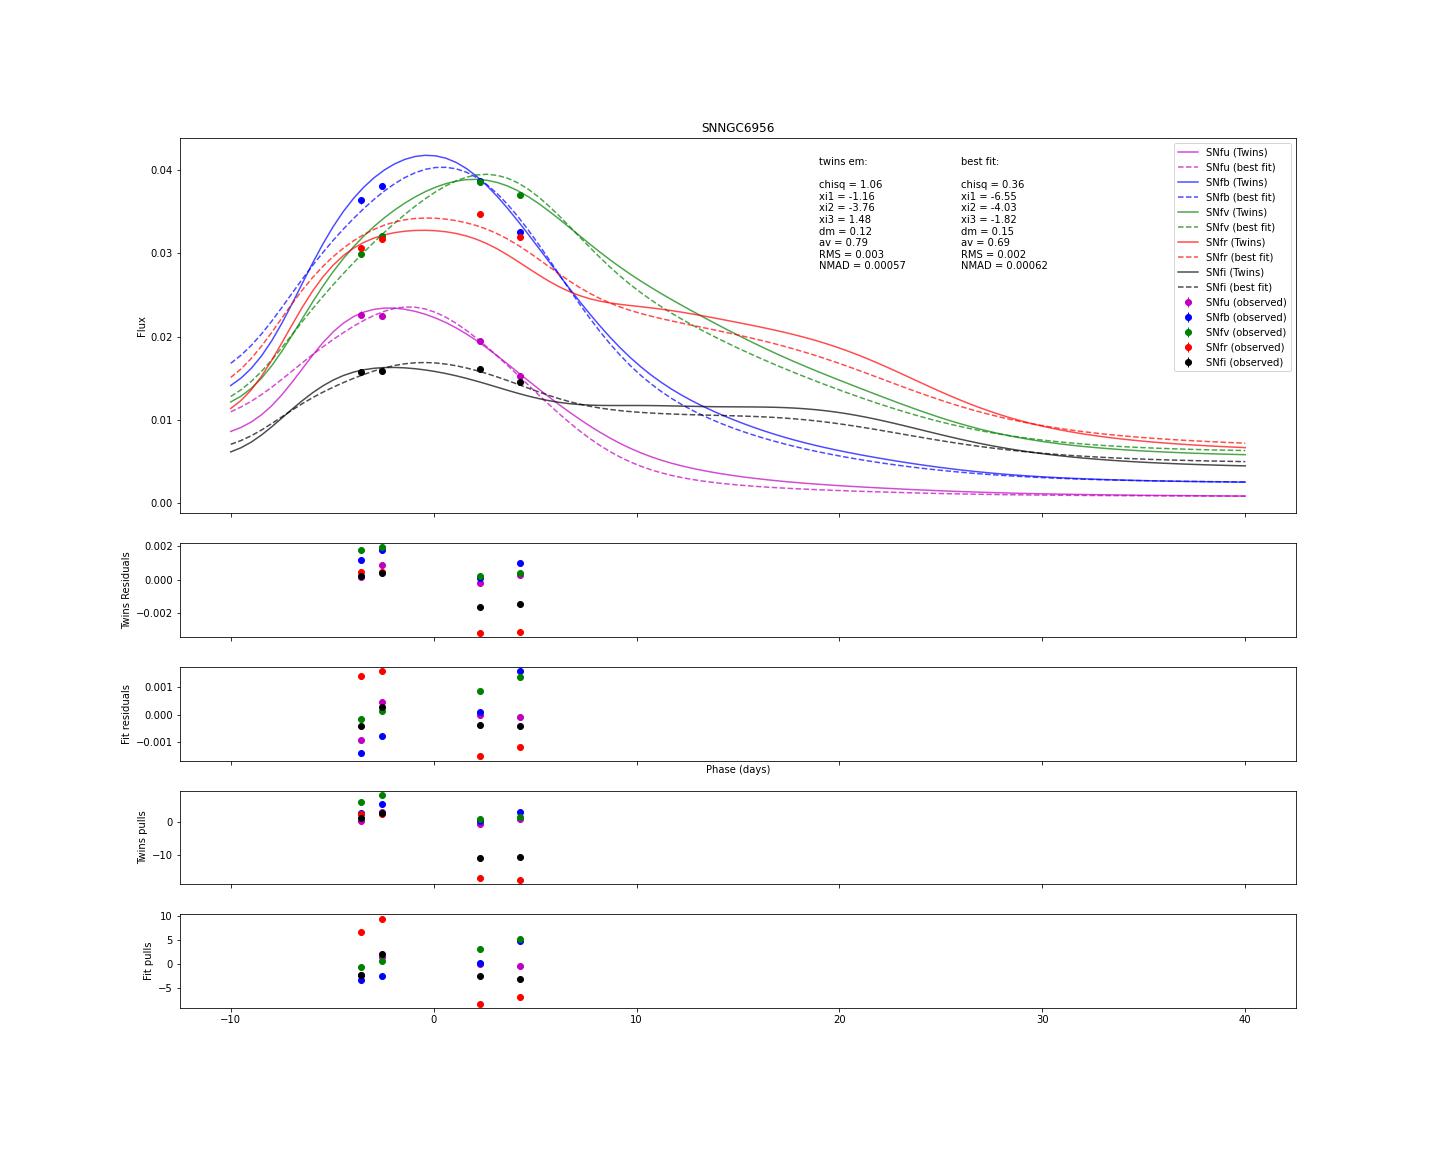 SNNGC6956
Flux
0.04
0.03
0.02
0.01
0.00
twins em:
chisq = 1.06
xi1 = -1.16
xi2 = -3.76
xi3 = 1.48
dm = 0.12
av = 0.79
RMS = 0.003
NMAD = 0.00057
best fit:
chisq = 0.36
xi1 = -6.55
xi2 = -4.03
xi3 = -1.82
dm = 0.15
av = 0.69
RMS = 0.002
NMAD = 0.00062
SNfu (Twins)
SNfu (best fit)
SNfb (Twins)
SNfb (best fit)
SNfv (Twins)
SNfv (best fit)
SNfr (Twins)
SNfr (best fit)
SNfi (Twins)
SNfi (best fit)
SNfu (observed)
SNfb (observed)
SNfv (observed)
SNfr (observed)
SNfi (observed)
Twins Residuals
0.002
0.000
−0.002
Fit residuals
0.001
0.000
−0.001
Phase (days)
Twins pulls
0
−10
Fit pulls
10
5
0
−5
−10
0
10
20
30
40